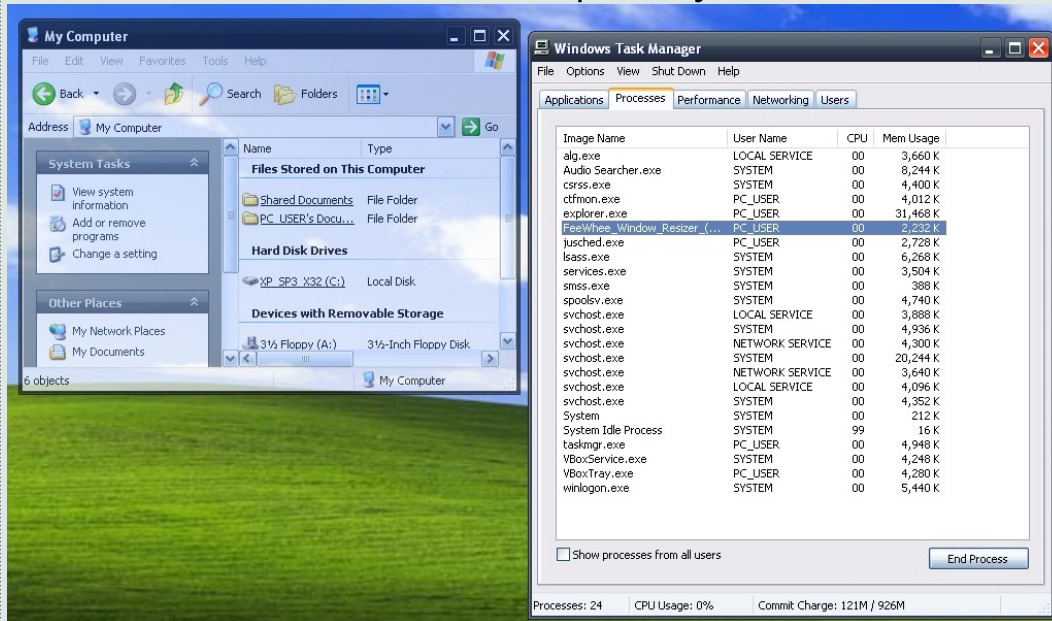 My Computer
File Edit View Favorites Tools Help
Back Search Folders
Address My Computer Go
System Tasks
View system
information
Add or remove
programs
Change a setting
Other Places
My Network Places
My Documents
Name Type
Files Stored on This Computer
Shared Documents File Folder
PC_USER's Docu... File Folder
Hard Disk Drives
XP_SP3_X32 (C:) Local Disk
Devices with Removable Storage
3½ Floppy (A:) 3½-Inch Floppy Disk
6 objects My Computer
Windows Task Manager
File Options View Shut Down Help
Applications Processes Performance Networking Users
Image Name User Name CPU Mem Usage
alg.exe LOCAL SERVICE 00 3,660 K
Audio Searcher.exe SYSTEM 00 8,244 K
csrss.exe SYSTEM 00 4,400 K
ctfmon.exe PC_USER 00 4,012 K
explorer.exe PC_USER 00 31,468 K
FeeWhee_Window_Resizer_(... PC_USER 00 2,232 K
jusched.exe PC_USER 00 2,728 K
lsass.exe SYSTEM 00 6,268 K
services.exe SYSTEM 00 3,504 K
smss.exe SYSTEM 00 388 K
spoolsv.exe SYSTEM 00 4,740 K
svchost.exe LOCAL SERVICE 00 3,888 K
svchost.exe SYSTEM 00 4,936 K
svchost.exe NETWORK SERVICE 00 4,300 K
svchost.exe SYSTEM 00 20,244 K
svchost.exe NETWORK SERVICE 00 3,640 K
svchost.exe LOCAL SERVICE 00 4,096 K
svchost.exe SYSTEM 00 4,352 K
System SYSTEM 00 212 K
System Idle Process SYSTEM 99 16 K
taskmgr.exe PC_USER 00 4,948 K
VBoxService.exe SYSTEM 00 4,248 K
VBoxTray.exe PC_USER 00 4,280 K
winlogon.exe SYSTEM 00 5,440 K
Show processes from all users End Process
Processes: 24 CPU Usage: 0% Commit Charge: 121M / 926M